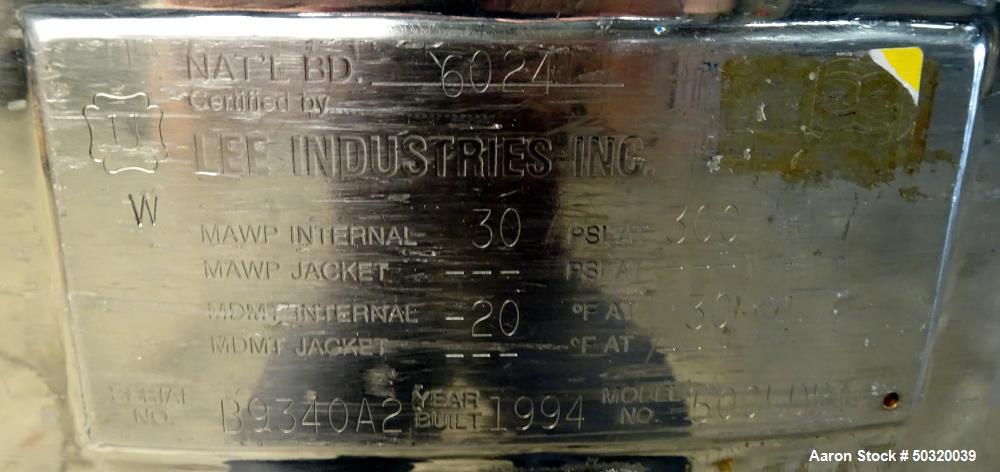 NAT'L BD. 6024
Certified by
U LEE INDUSTRIES INC.
W
MAWP INTERNAL 30 PSI AT 300
MAWP JACKET --- PSI AT
MDMT INTERNAL -20 °F AT
MDMT JACKET --- °F AT
SERIAL NO. B9340A2 YEAR BUILT 1994 MODEL NO.
Aaron Stock # 50320039